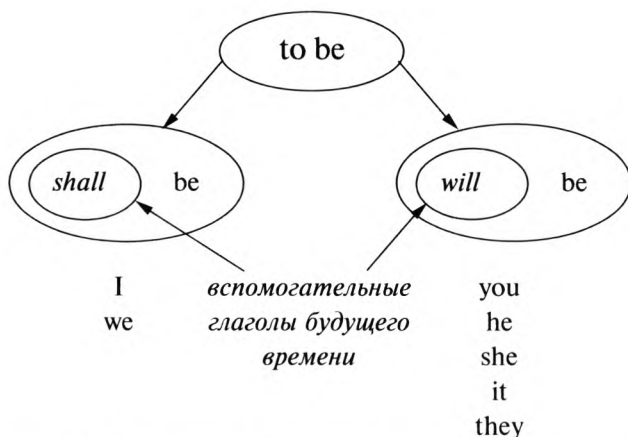 to be
shall be
will be
I
we
вспомогательные
глаголы будущего
времени
you
he
she
it
they